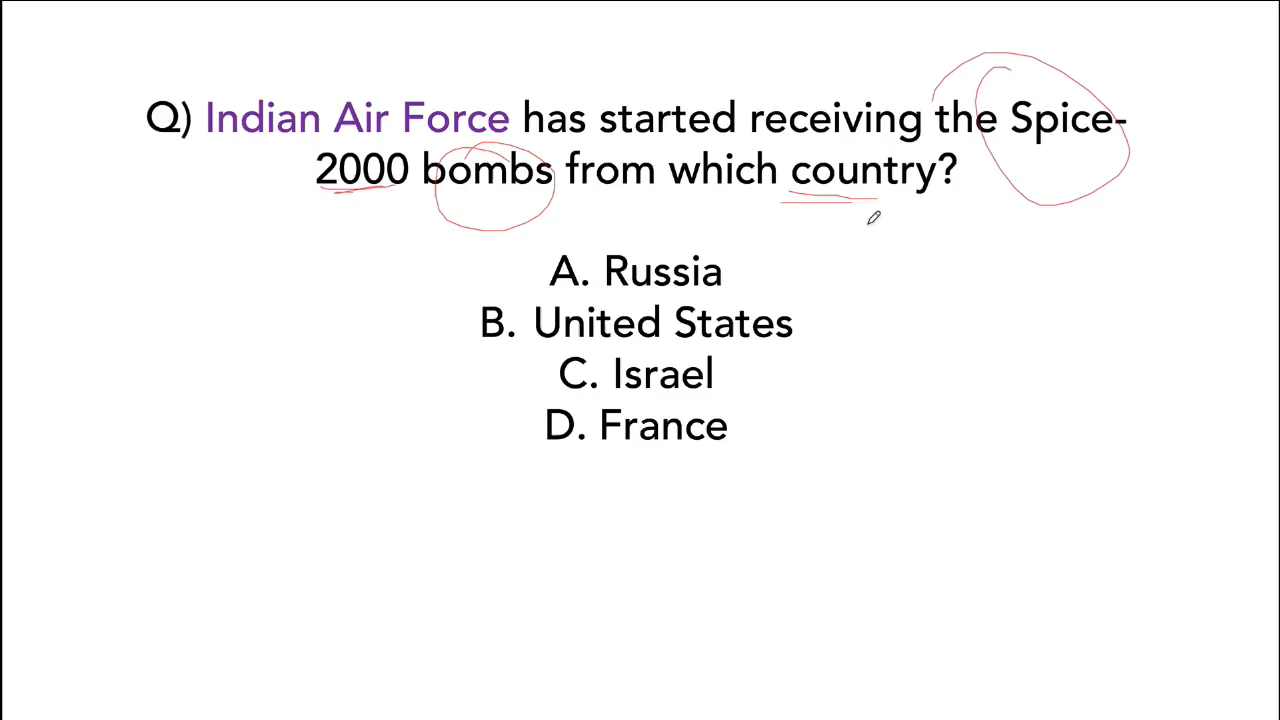 Q) Indian Air Force has started receiving the Spice-
2000 bombs from which country?
A. Russia
B. United States
C. Israel
D. France